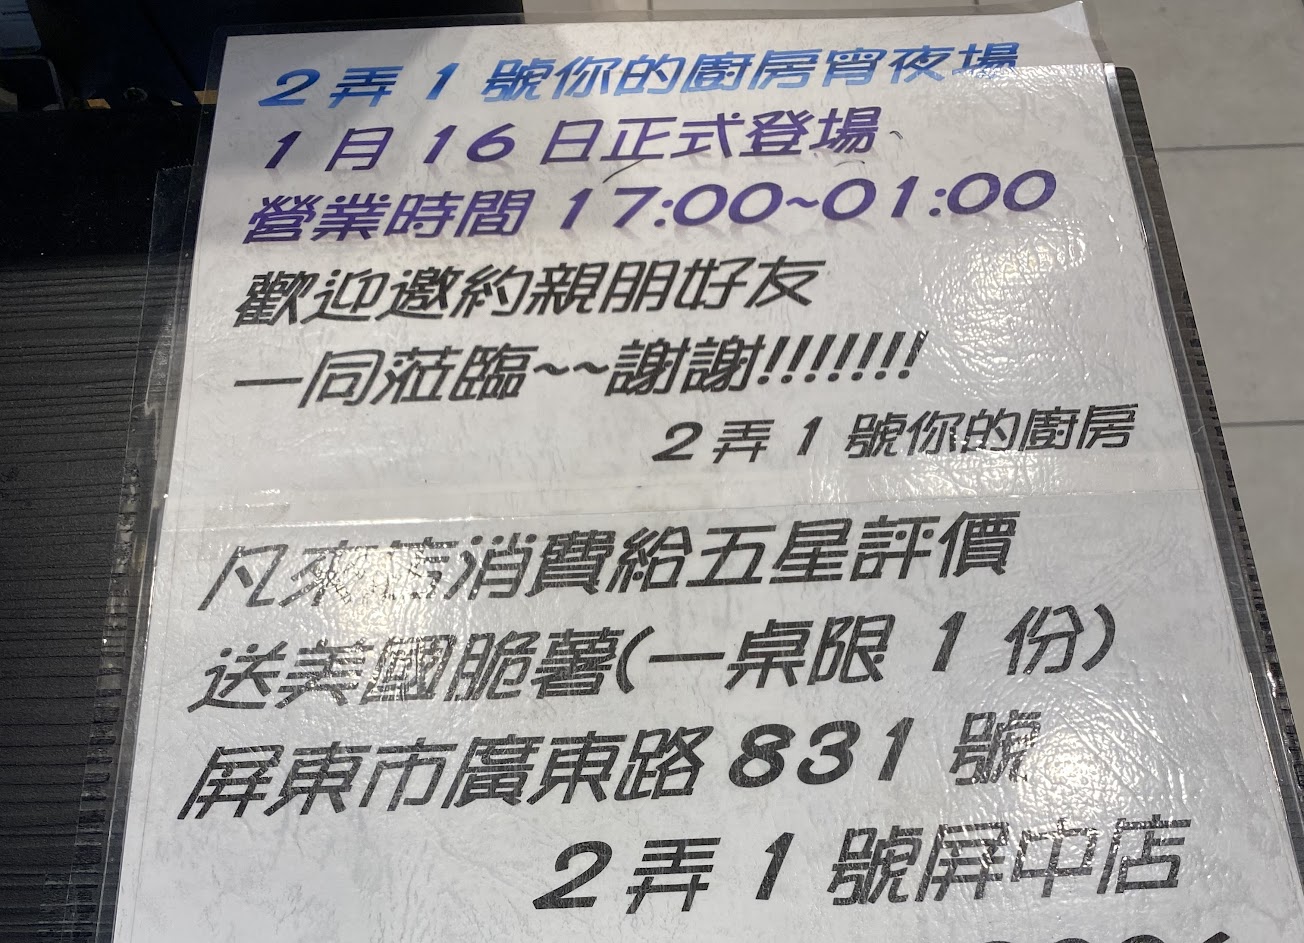 2弄1號你的廚房宵夜場
1月16日正式登場
營業時間17:00~01:00
歡迎邀約親朋好友
一同蒞臨~~謝謝!!!!!!!
2弄1號你的廚房
凡來店消費給五星評價
送美國脆薯(一桌限1份)
屏東市廣東路831號
2弄1號屏中店